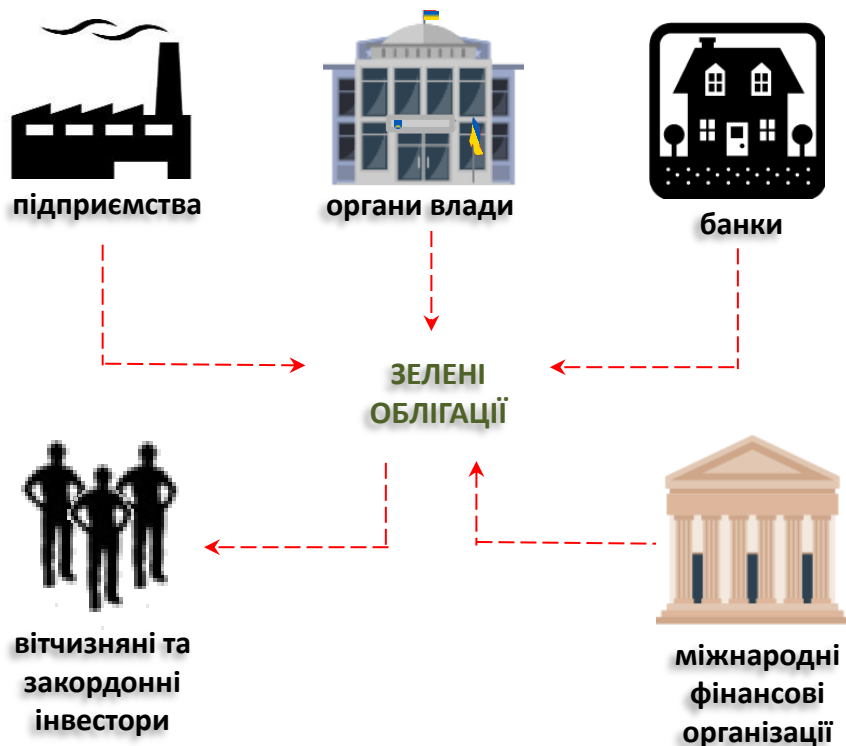 підприємства
органи влади
банки
ЗЕЛЕНІ
ОБЛІГАЦІЇ
вітчизняні та
закордонні
інвестори
міжнародні
фінансові
організації